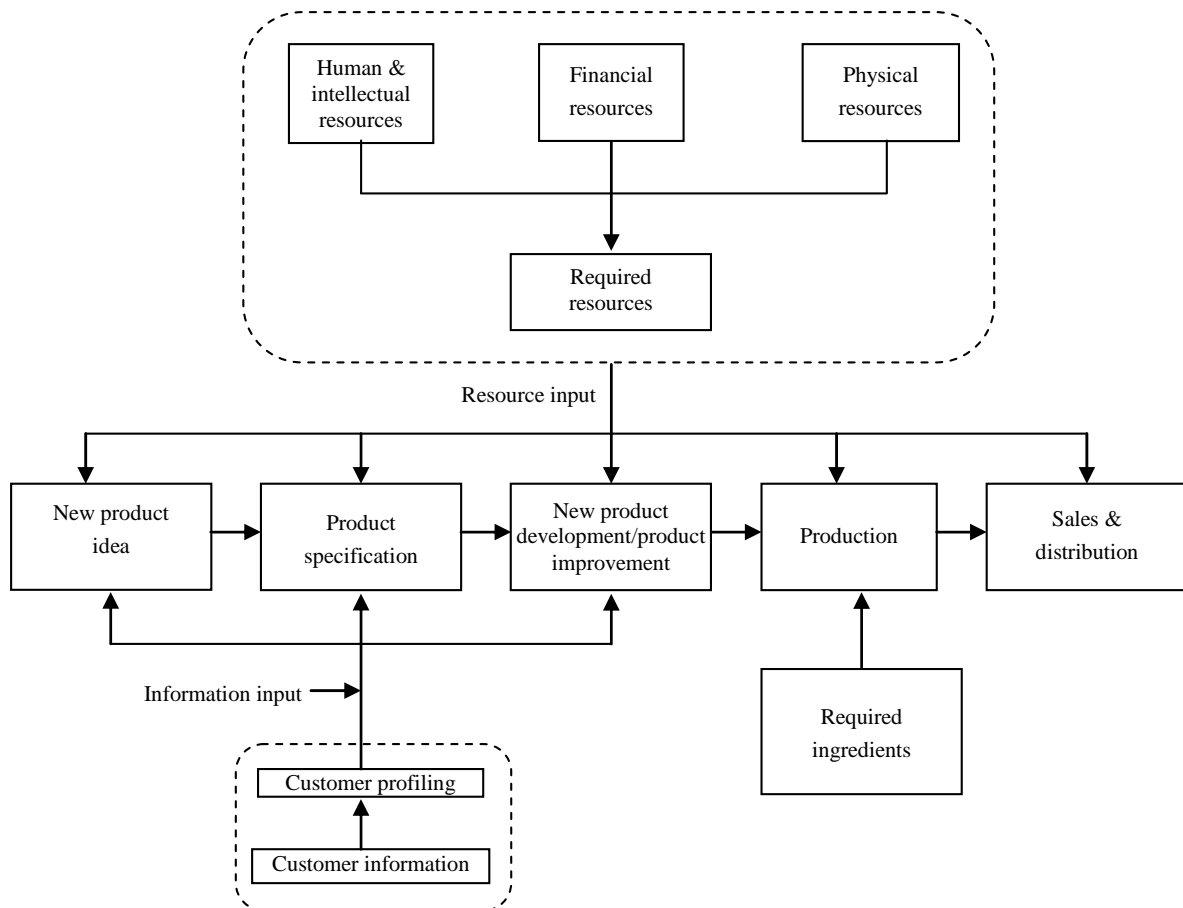 Human &
intellectual
resources
Financial
resources
Physical
resources
Required
resources
Resource input
New product
idea
Product
specification
New product
development/product
improvement
Production
Sales &
distribution
Information input
Required
ingredients
Customer profiling
Customer information